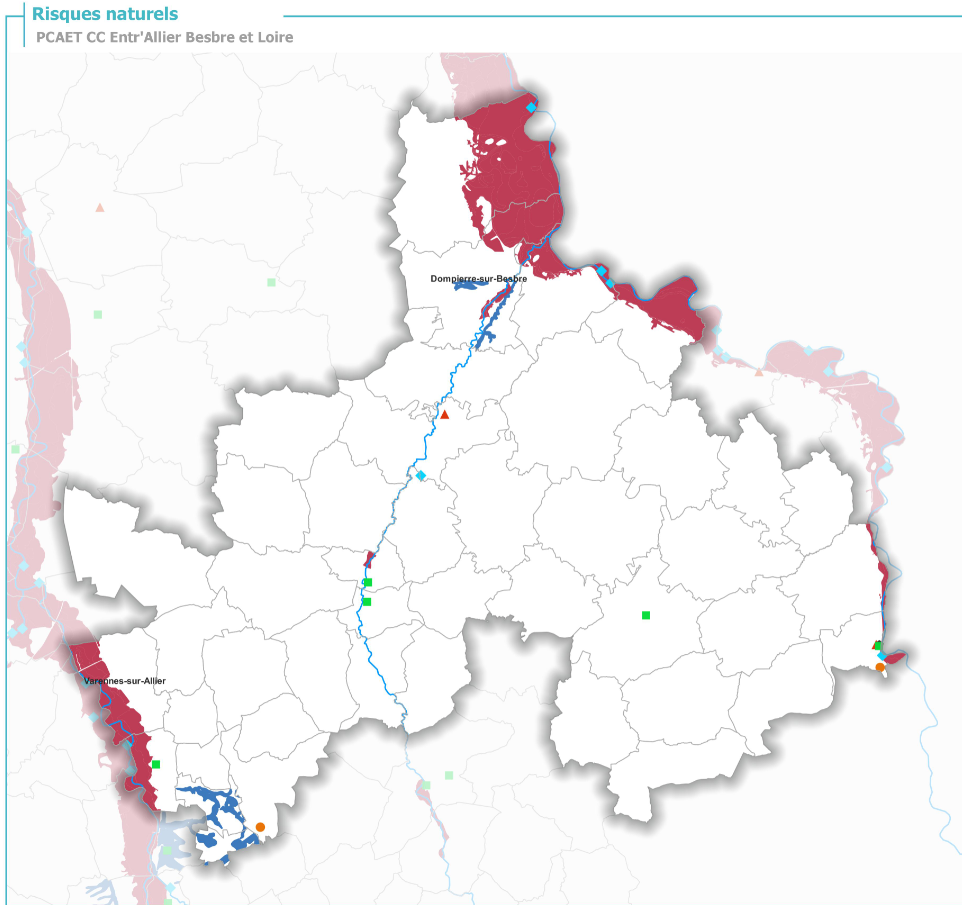 Risques naturels
PCAET CC Entr'Allier Besbre et Loire
Dompierre-sur-Besbre
Varennes-sur-Allier